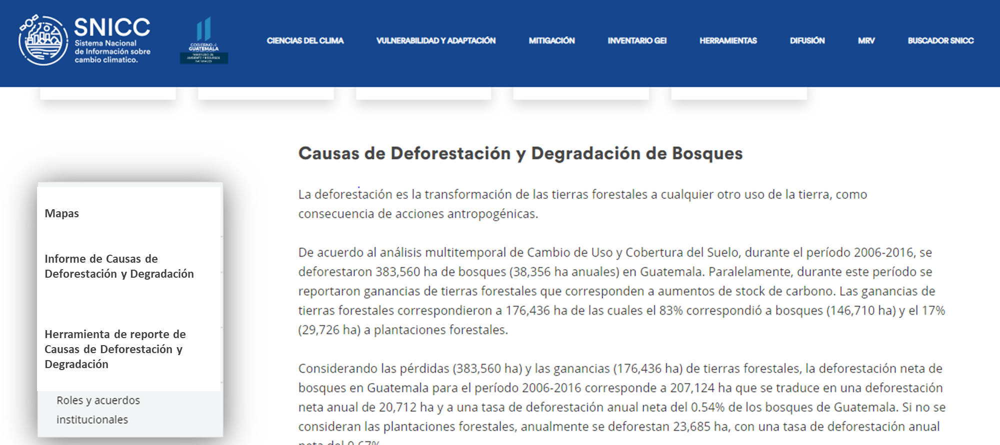 SNICC
Sistema Nacional
de Información sobre
cambio climatico.
GOBIERNO de
GUATEMALA
MINISTERIO DE
AMBIENTE Y RECURSOS
NATURALES
CIENCIAS DEL CLIMA
VULNERABILIDAD Y ADAPTACIÓN
MITIGACIÓN
INVENTARIO GEI
HERRAMIENTAS
DIFUSIÓN
MRV
BUSCADOR SNICC
Mapas
Informe de Causas de
Deforestación y Degradación
Herramienta de reporte de
Causas de Deforestación y
Degradación
Roles y acuerdos
institucionales
Causas de Deforestación y Degradación de Bosques
La deforestación es la transformación de las tierras forestales a cualquier otro uso de la tierra, como
consecuencia de acciones antropogénicas.
De acuerdo al análisis multitemporal de Cambio de Uso y Cobertura del Suelo, durante el período 2006-2016, se
deforestaron 383,560 ha de bosques (38,356 ha anuales) en Guatemala. Paralelamente, durante este período se
reportaron ganancias de tierras forestales que corresponden a aumentos de stock de carbono. Las ganancias de
tierras forestales correspondieron a 176,436 ha de las cuales el 83% correspondió a bosques (146,710 ha) y el 17%
(29,726 ha) a plantaciones forestales.
Considerando las pérdidas (383,560 ha) y las ganancias (176,436 ha) de tierras forestales, la deforestación neta de
bosques en Guatemala para el período 2006-2016 corresponde a 207,124 ha que se traduce en una deforestación
neta anual de 20,712 ha y a una tasa de deforestación anual neta del 0.54% de los bosques de Guatemala. Si no se
consideran las plantaciones forestales, anualmente se deforestan 23,685 ha, con una tasa de deforestación anual
neta del 0.67%